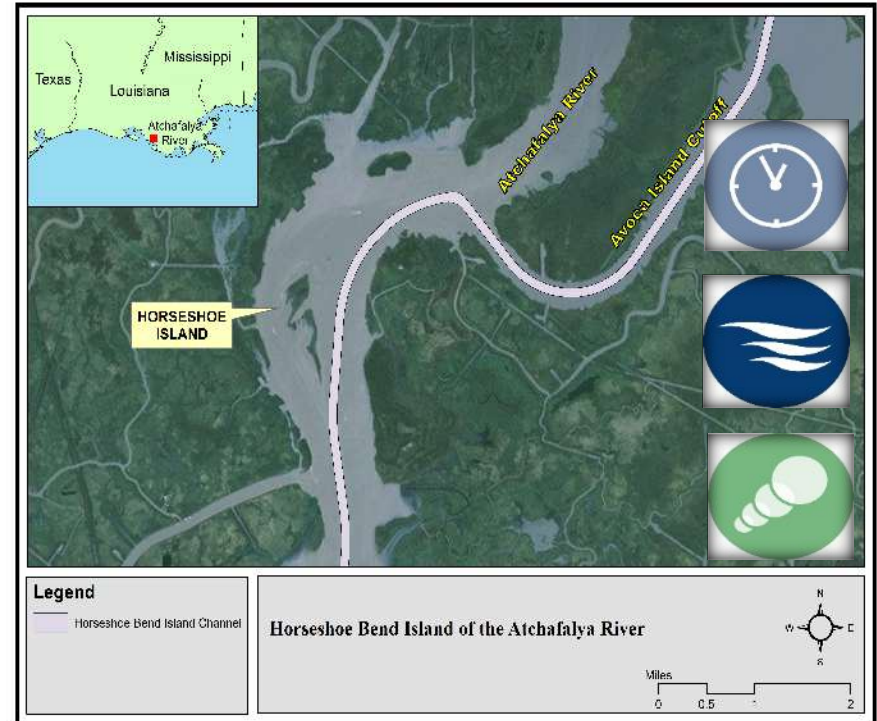 Mississippi
Texas
Louisiana
Atchafalya
River
Atchafalya River
Avoca Island Cutoff
HORSESHOE
ISLAND
Legend
Horseshoe Bend Island Channel
Horseshoe Bend Island of the Atchafalya River
N
W E
S
Miles
0 0.5 1 2